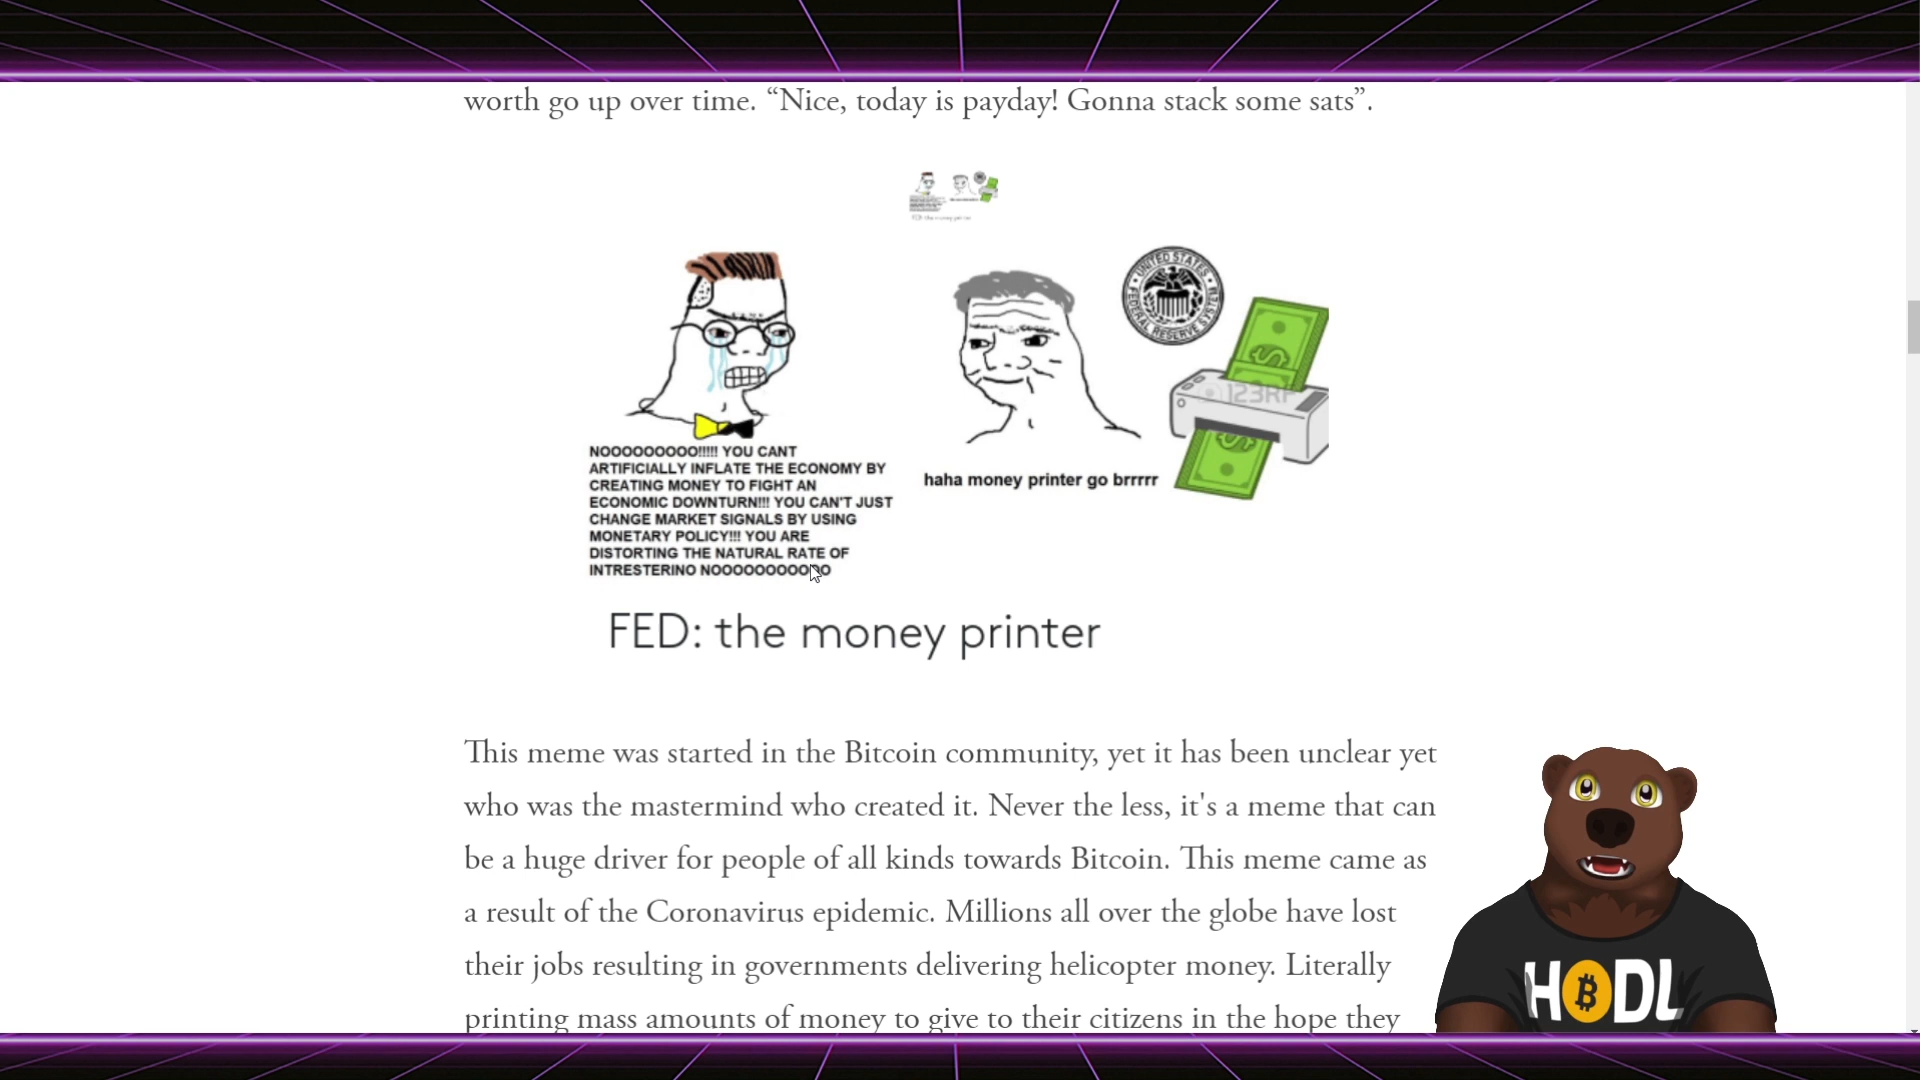 worth go up over time. “Nice, today is payday! Gonna stack some sats”.
UNITED STATES
FEDERAL RESERVE SYSTEM
123RF
NOOOOOOOOO!!!!! YOU CANT
ARTIFICIALLY INFLATE THE ECONOMY BY
CREATING MONEY TO FIGHT AN
ECONOMIC DOWNTURN!!! YOU CAN'T JUST
CHANGE MARKET SIGNALS BY USING
MONETARY POLICY!!! YOU ARE
DISTORTING THE NATURAL RATE OF
INTRESTERINO NOOOOOOOOOOO
haha money printer go brrrrr
FED: the money printer
This meme was started in the Bitcoin community, yet it has been unclear yet
who was the mastermind who created it. Never the less, it's a meme that can
be a huge driver for people of all kinds towards Bitcoin. This meme came as
a result of the Coronavirus epidemic. Millions all over the globe have lost
their jobs resulting in governments delivering helicopter money. Literally
printing mass amounts of money to give to their citizens in the hope they
H₿DL